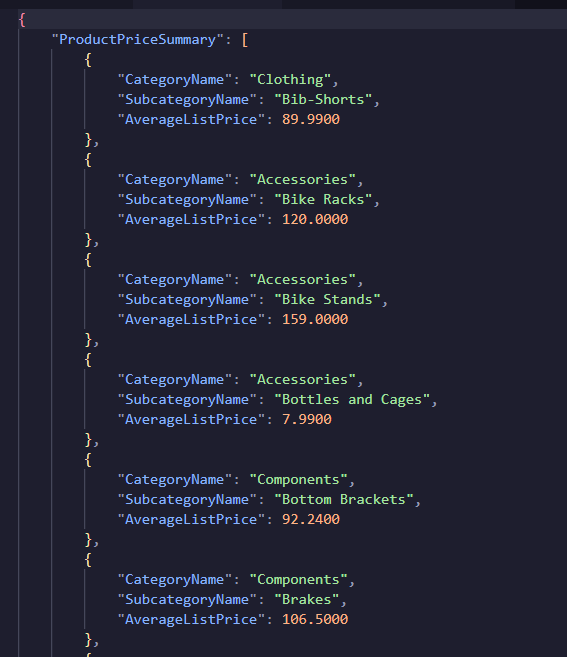 {
"ProductPriceSummary": [
{
"CategoryName": "Clothing",
"SubcategoryName": "Bib-Shorts",
"AverageListPrice": 89.9900
},
{
"CategoryName": "Accessories",
"SubcategoryName": "Bike Racks",
"AverageListPrice": 120.0000
},
{
"CategoryName": "Accessories",
"SubcategoryName": "Bike Stands",
"AverageListPrice": 159.0000
},
{
"CategoryName": "Accessories",
"SubcategoryName": "Bottles and Cages",
"AverageListPrice": 7.9900
},
{
"CategoryName": "Components",
"SubcategoryName": "Bottom Brackets",
"AverageListPrice": 92.2400
},
{
"CategoryName": "Components",
"SubcategoryName": "Brakes",
"AverageListPrice": 106.5000
},
{